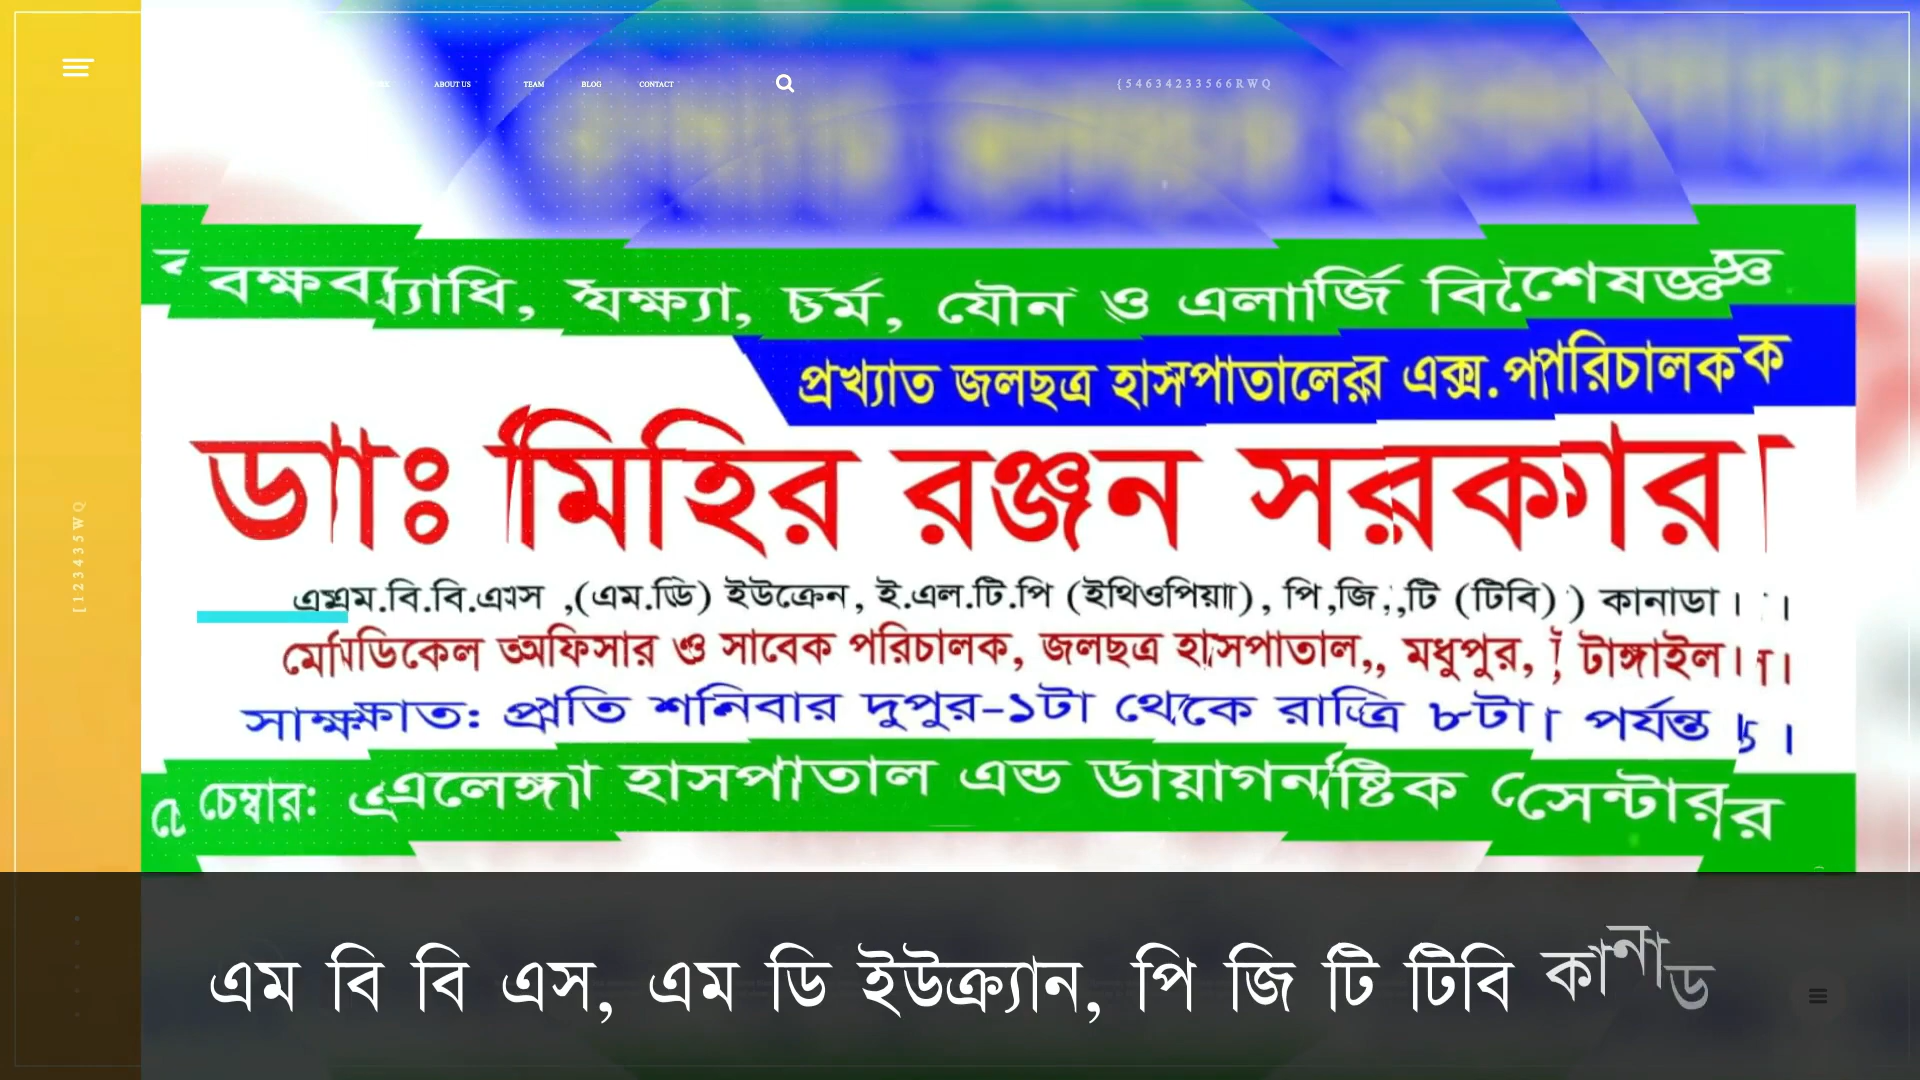 ABOUT US TEAM BLOG CONTACT
{54634233566RWQ
[123435WQ
বক্ষব্যাধি, যক্ষ্যা, চর্ম, যৌন ও এলার্জি বিশেষজ্ঞ
প্রখ্যাত জলছত্র হাসপাতালের এক্স.পরিচালক
ডাঃ মিহির রঞ্জন সরকার
এম.বি.বি.এস ,(এম.ডি) ইউক্রেন, ই.এল.টি.পি (ইথিওপিয়া), পি,জি,টি (টিবি) কানাডা।
মেডিকেল অফিসার ও সাবেক পরিচালক, জলছত্র হাসপাতাল, মধুপুর, টাঙ্গাইল।
সাক্ষাত: প্রতি শনিবার দুপুর-১টা থেকে রাত্রি ৮টা পর্যন্ত।
চেম্বার: এলেঙ্গা হাসপাতাল এন্ড ডায়াগনষ্টিক সেন্টার
এম বি বি এস, এম ডি ইউক্র্যান, পি জি টি টিবি কানাড